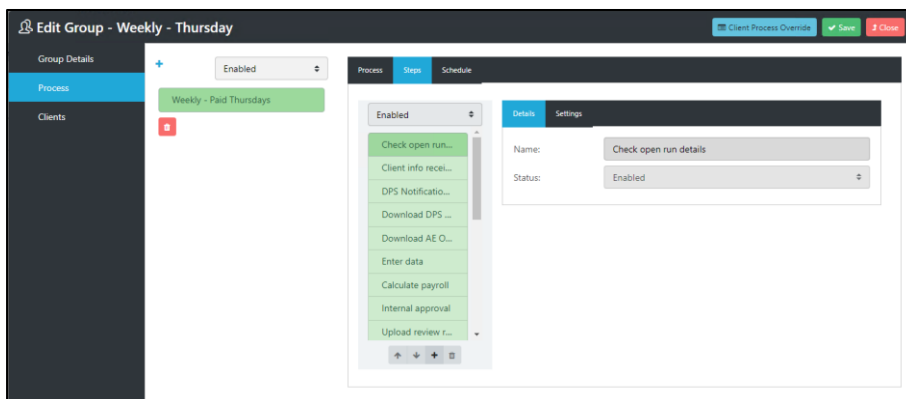 Edit Group - Weekly - Thursday
Client Process Override
Save
Close
Group Details
Process
Clients
Enabled
Weekly - Paid Thursdays
Process
Steps
Schedule
Enabled
Check open run...
Client info recei...
DPS Notificatio...
Download DPS ...
Download AE O...
Enter data
Calculate payroll
Internal approval
Upload review r...
Details
Settings
Name:
Check open run details
Status:
Enabled